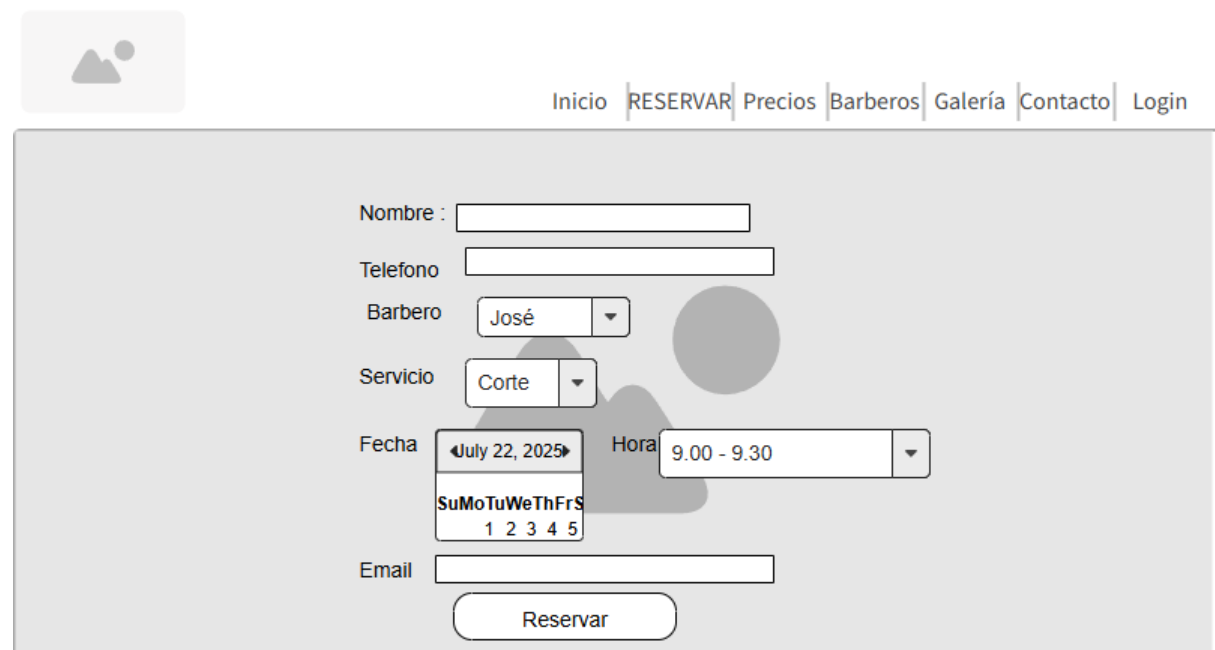 Inicio RESERVAR Precios Barberos Galería Contacto Login
Nombre :
Telefono
Barbero José
Servicio Corte
Fecha July 22, 2025 Hora 9.00 - 9.30
SuMoTuWeThFrS
1 2 3 4 5
Email
Reservar